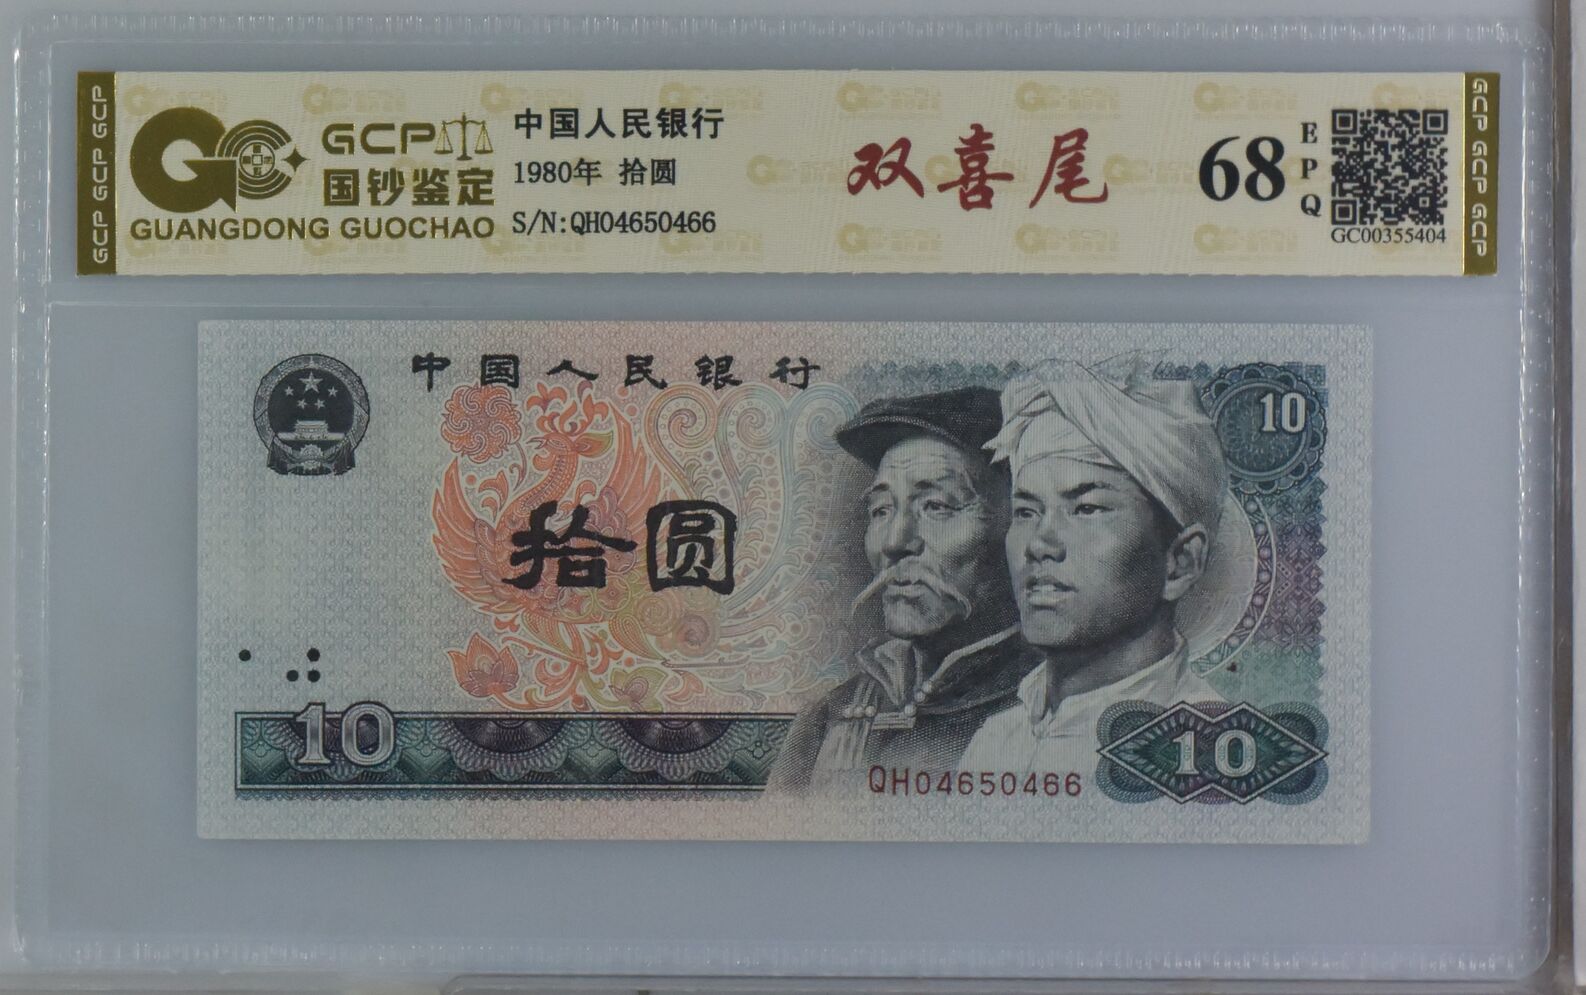 GCP GCP GCP
GCP
国钞鉴定
GUANGDONG GUOCHAO
中国人民银行
1980年 拾圆
S/N:QH04650466
双喜尾
68
EPQ
GC00355404
GCP GCP GCP
中国人民银行
10
拾圆
10
QH04650466
10